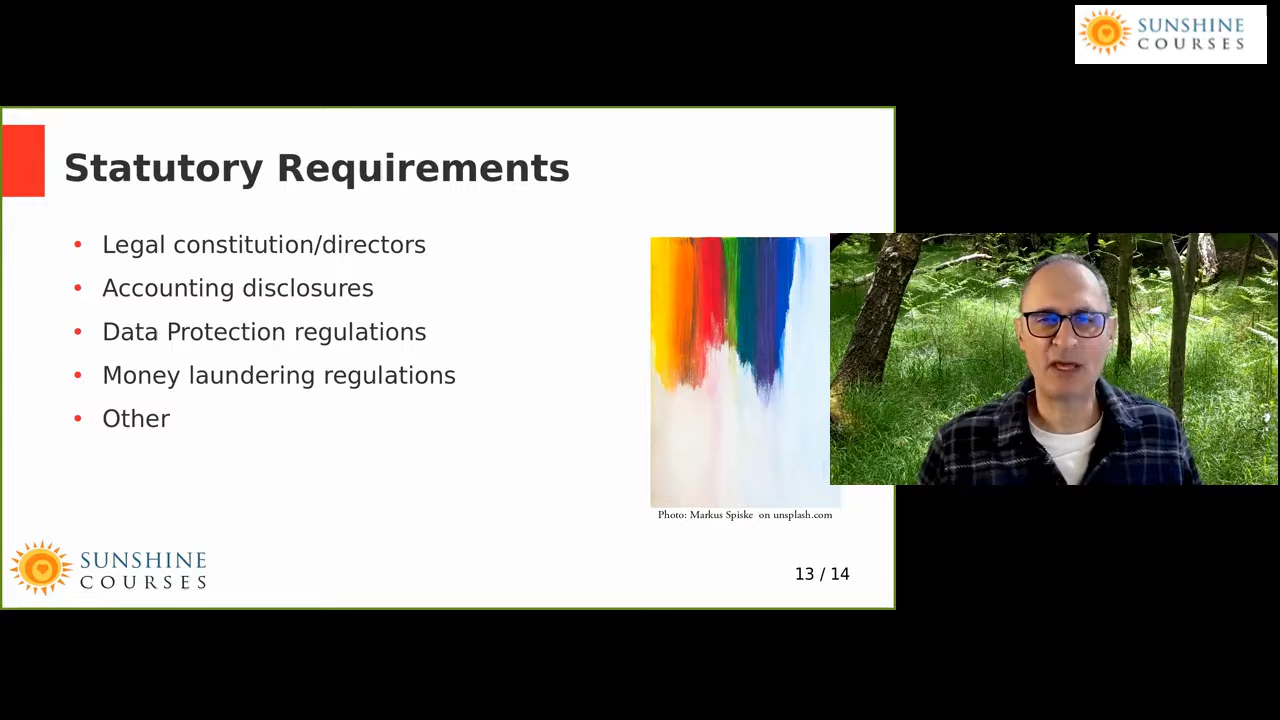 SUNSHINE
COURSES
Statutory Requirements
• Legal constitution/directors
• Accounting disclosures
• Data Protection regulations
• Money laundering regulations
• Other
Photo: Markus Spiske on unsplash.com
SUNSHINE
COURSES
13 / 14